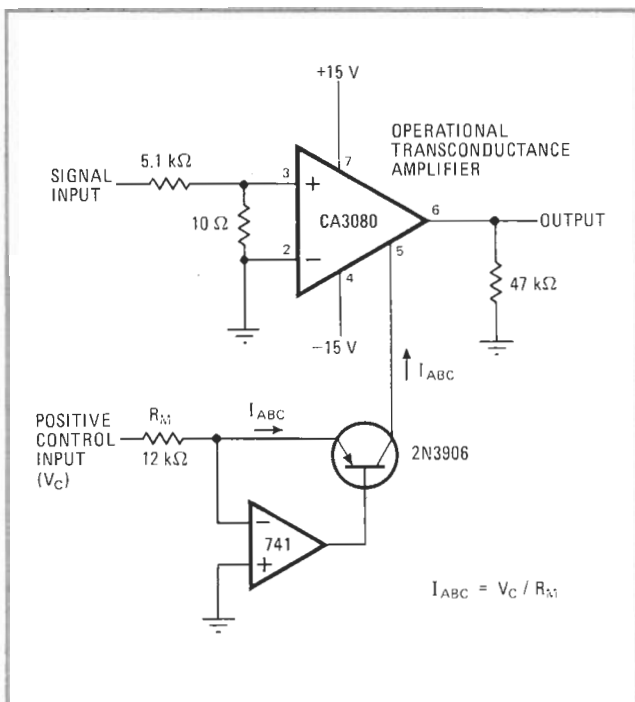 +15 V
OPERATIONAL
TRANSCONDUCTANCE
AMPLIFIER
5.1 kΩ
7
SIGNAL
INPUT
3
+
10 Ω
CA3080
6
OUTPUT
2
−
5
4
47 kΩ
−15 V
I_ABC
POSITIVE
CONTROL
INPUT
(V_C)
R_M
12 kΩ
I_ABC
2N3906
−
741
+
I_ABC = V_C / R_M